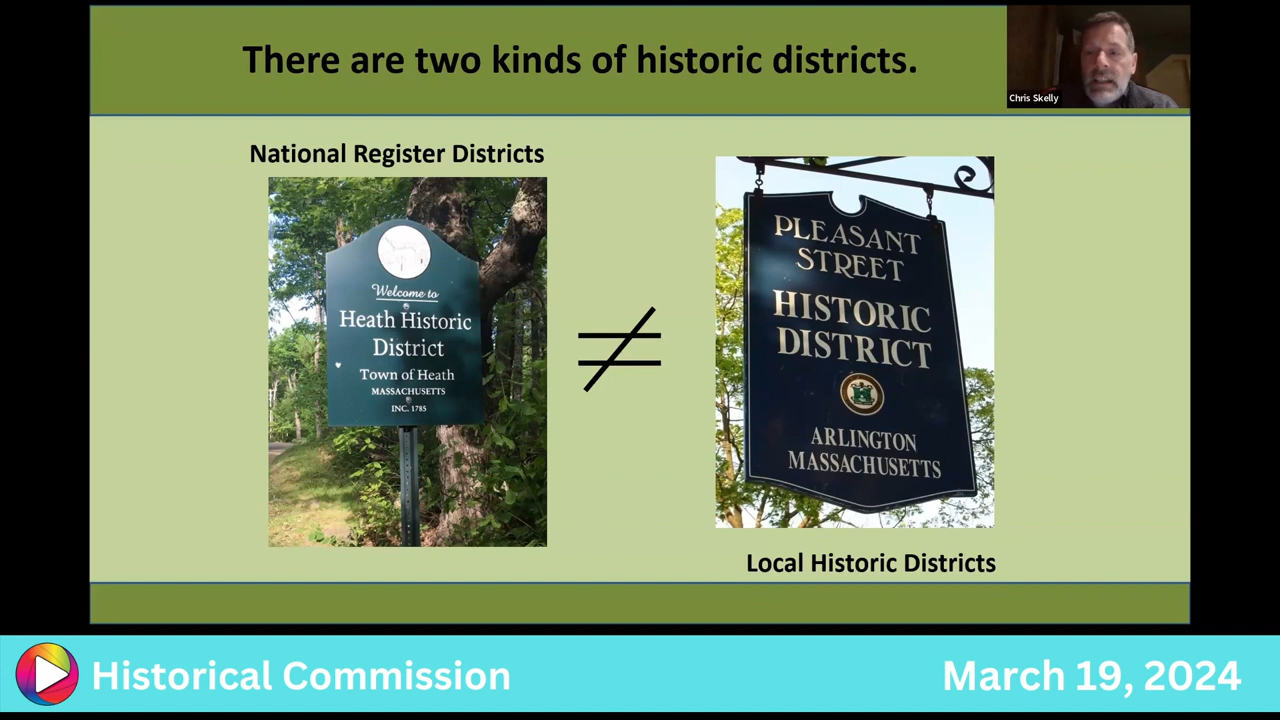 There are two kinds of historic districts.
Chris Skelly
National Register Districts
Welcome to
Heath Historic
District
Town of Heath
MASSACHUSETTS
INC. 1785
≠
PLEASANT
STREET
HISTORIC
DISTRICT
ARLINGTON
MASSACHUSETTS
Local Historic Districts
Historical Commission
March 19, 2024